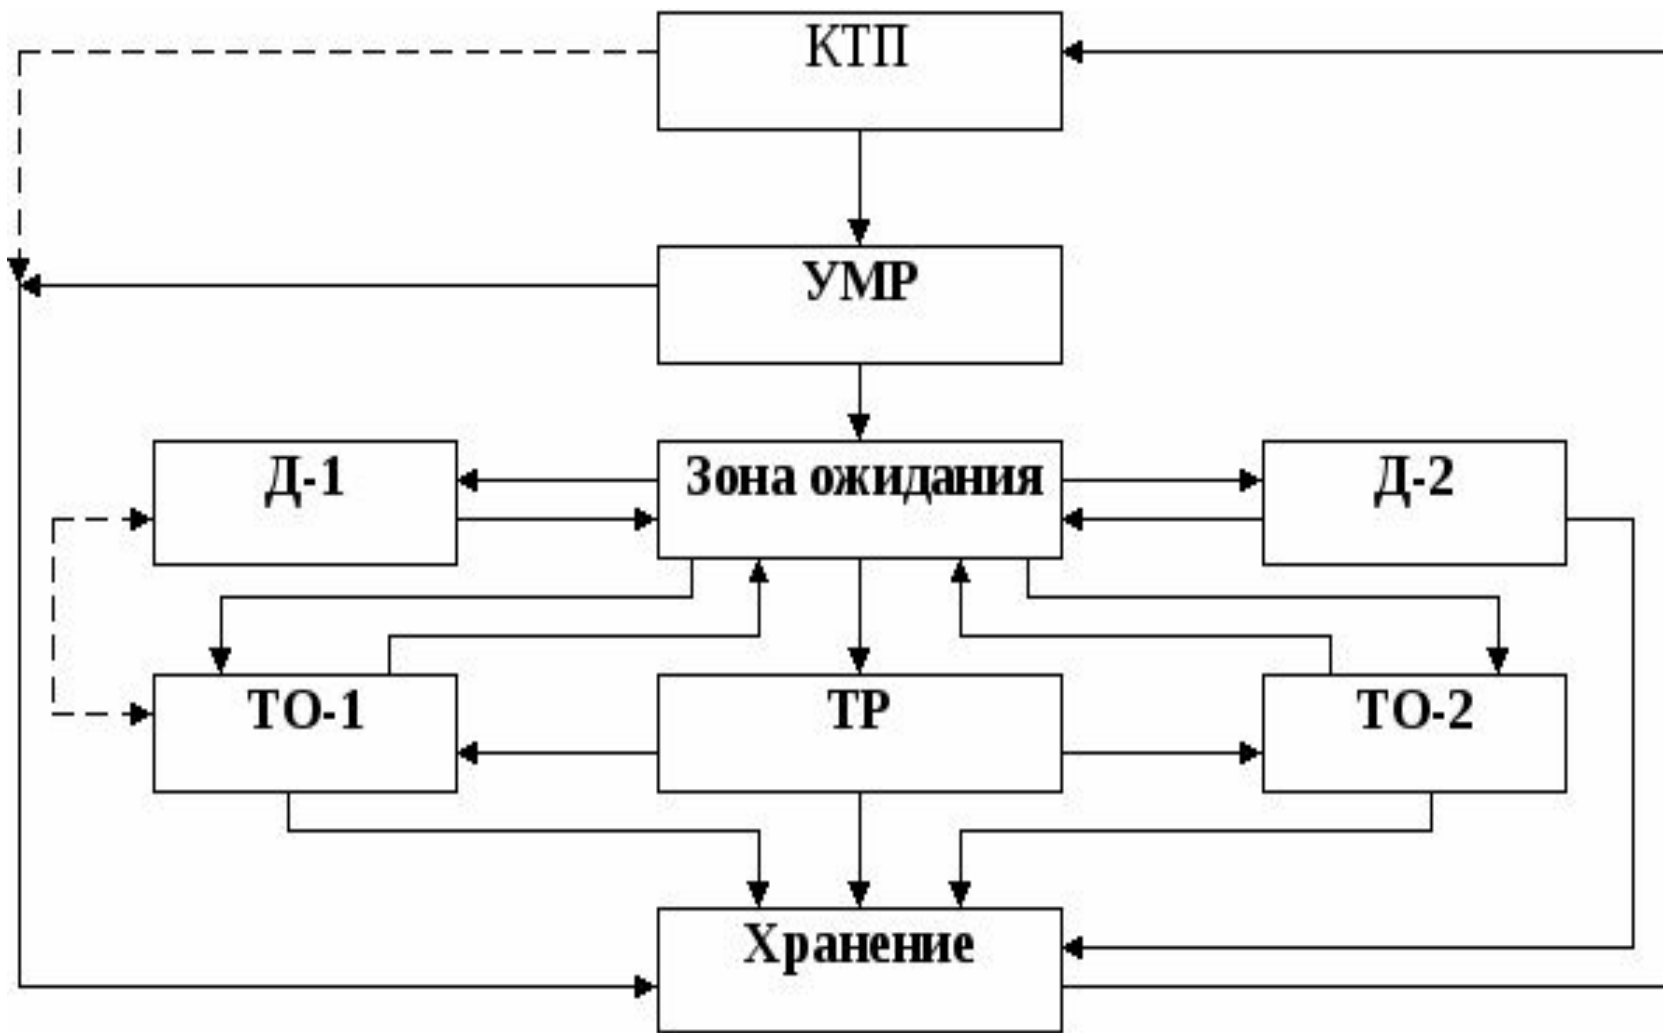 КТП
УМР
Д-1
Зона ожидания
Д-2
ТО-1
ТР
ТО-2
Хранение